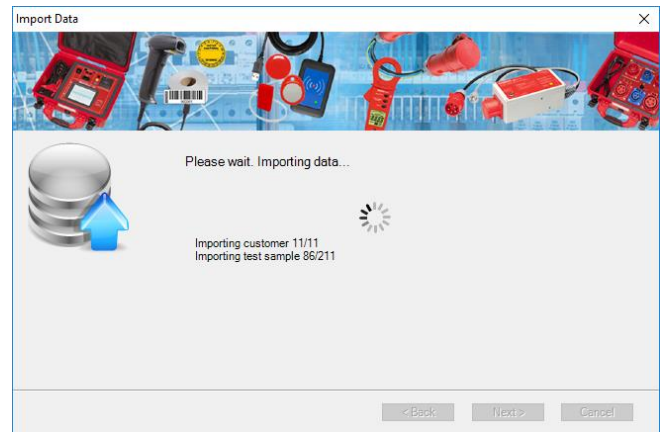 Import Data
Please wait. Importing data...
Importing customer 11/11
Importing test sample 86/211
< Back
Next >
Cancel